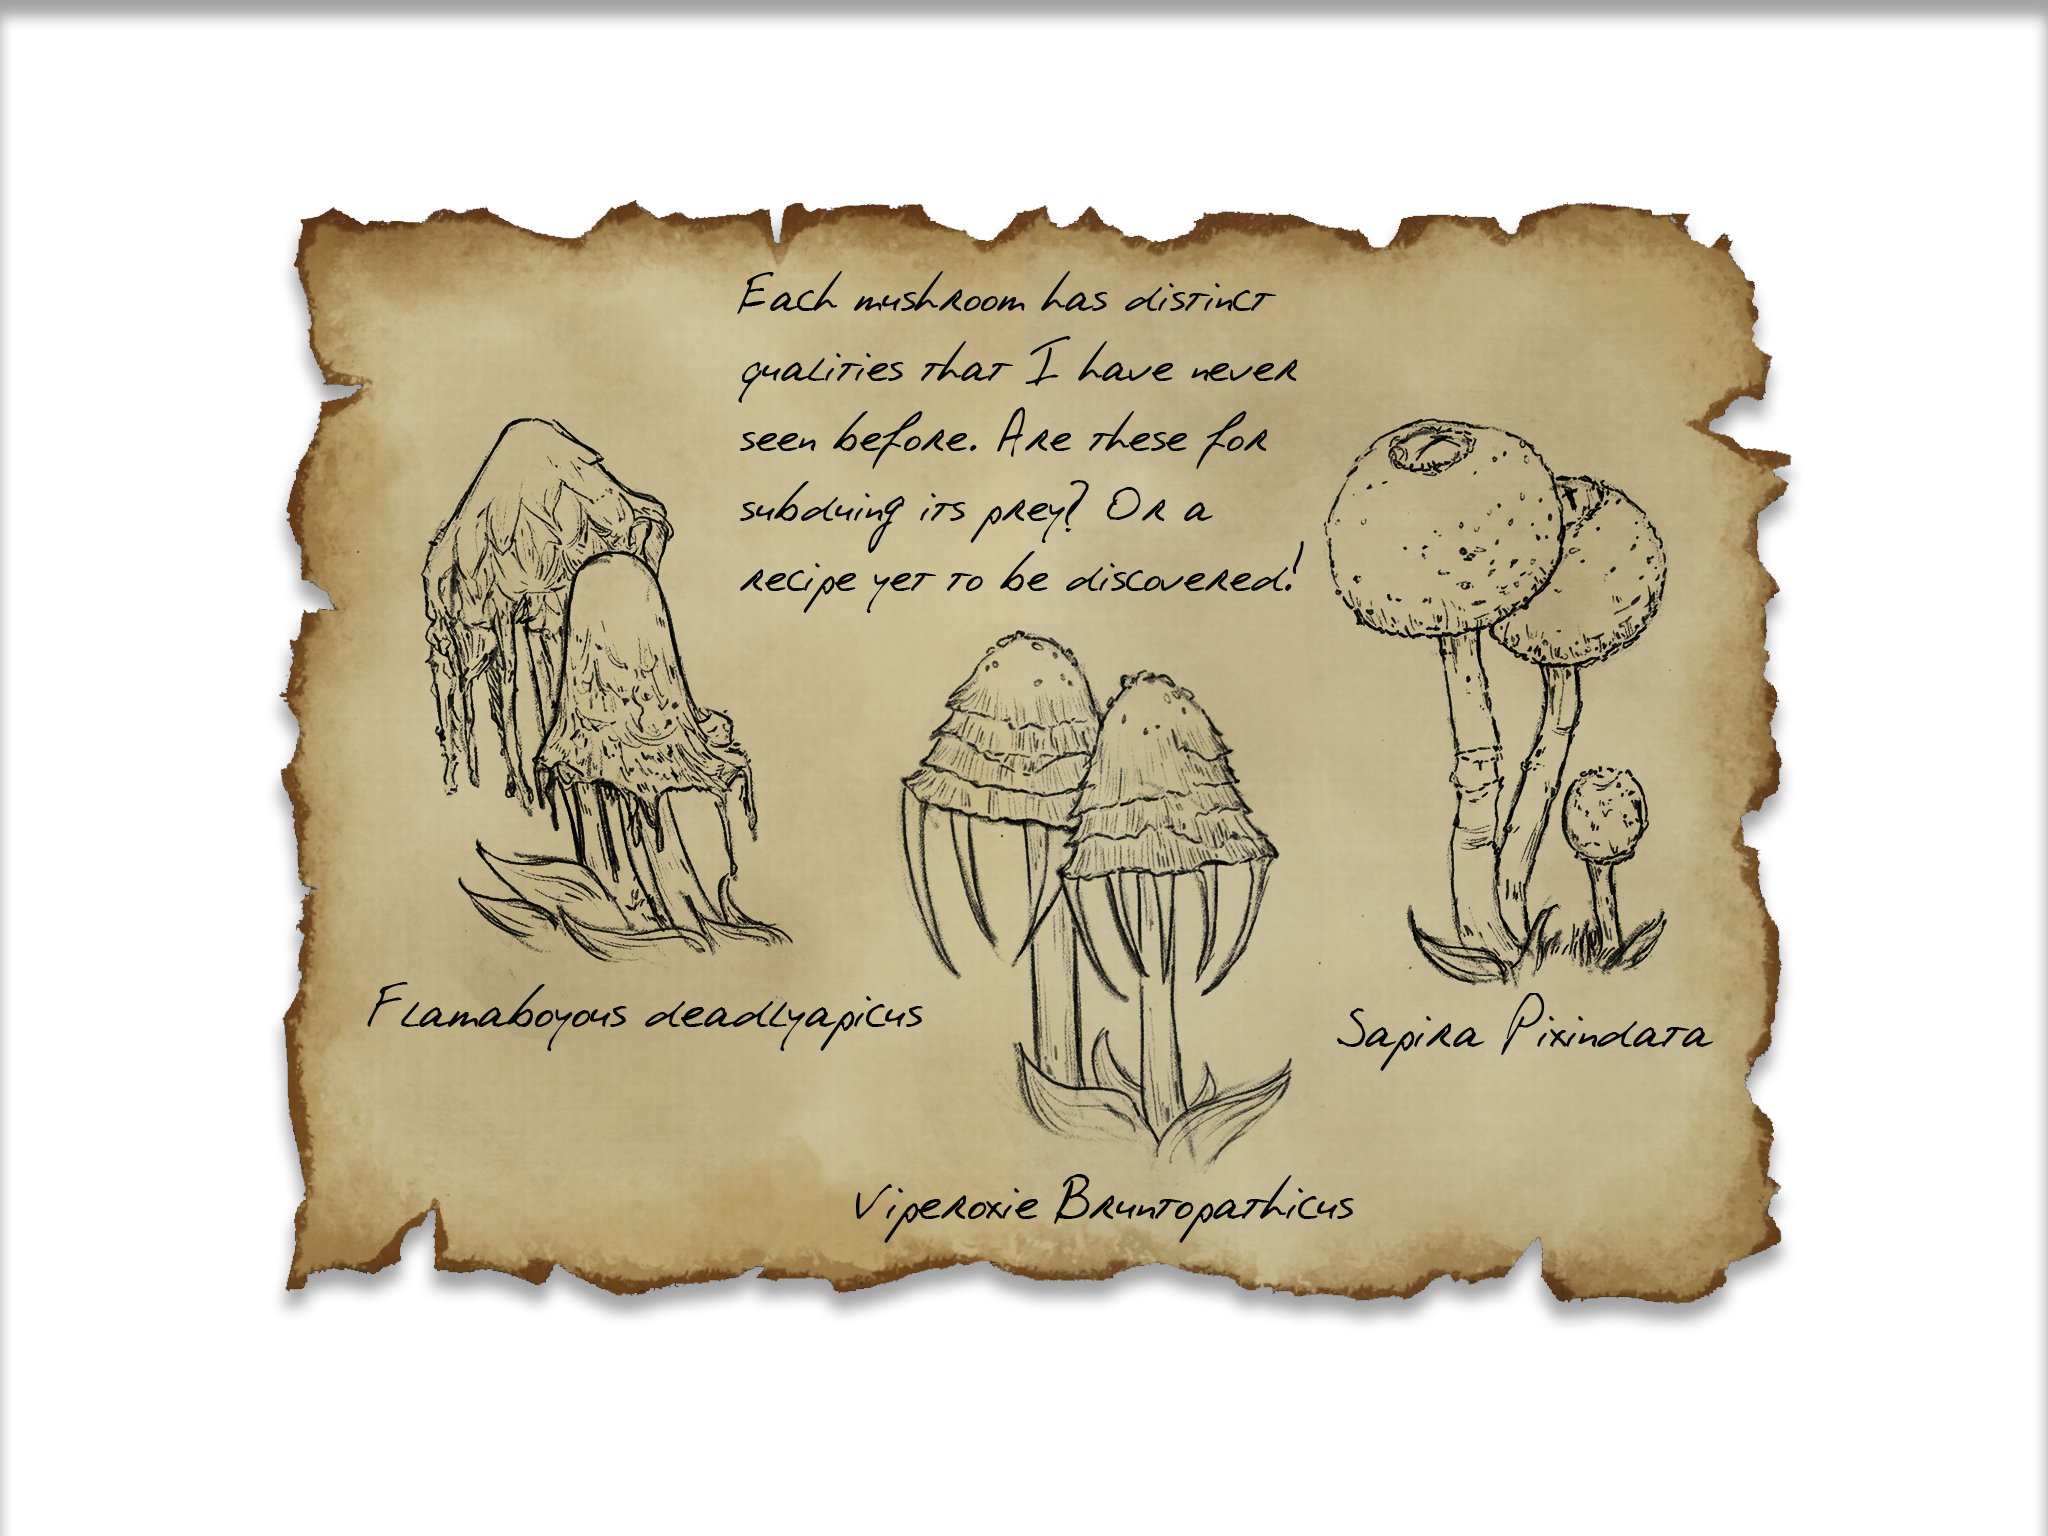 Each mushroom has distinct
qualities that I have never
seen before. Are these for
subduing its prey? Or a
recipe yet to be discovered!
Flamaboyous deadlyapicus
Sapira Pixindata
Viperoxie Bruntopathicus